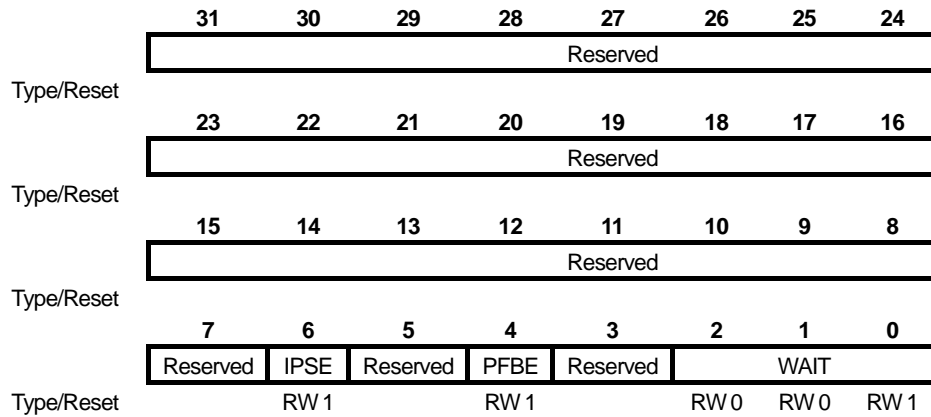 31 30 29 28 27 26 25 24
Reserved
Type/Reset
23 22 21 20 19 18 17 16
Reserved
Type/Reset
15 14 13 12 11 10 9 8
Reserved
Type/Reset
7 6 5 4 3 2 1 0
Reserved IPSE Reserved PFBE Reserved WAIT
Type/Reset RW 1 RW 1 RW 0 RW 0 RW 1